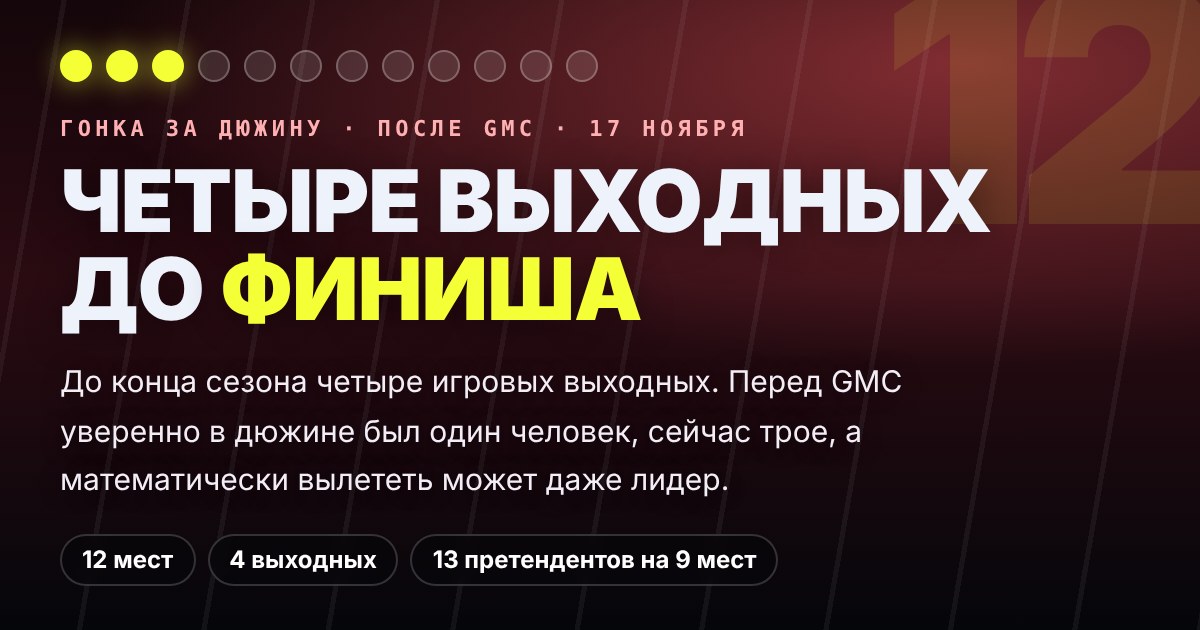 12
ГОНКА ЗА ДЮЖИНУ · ПОСЛЕ GMC · 17 НОЯБРЯ
ЧЕТЫРЕ ВЫХОДНЫХ
ДО ФИНИША
До конца сезона четыре игровых выходных. Перед GMC
уверенно в дюжине был один человек, сейчас трое, а
математически вылететь может даже лидер.
12 мест
4 выходных
13 претендентов на 9 мест